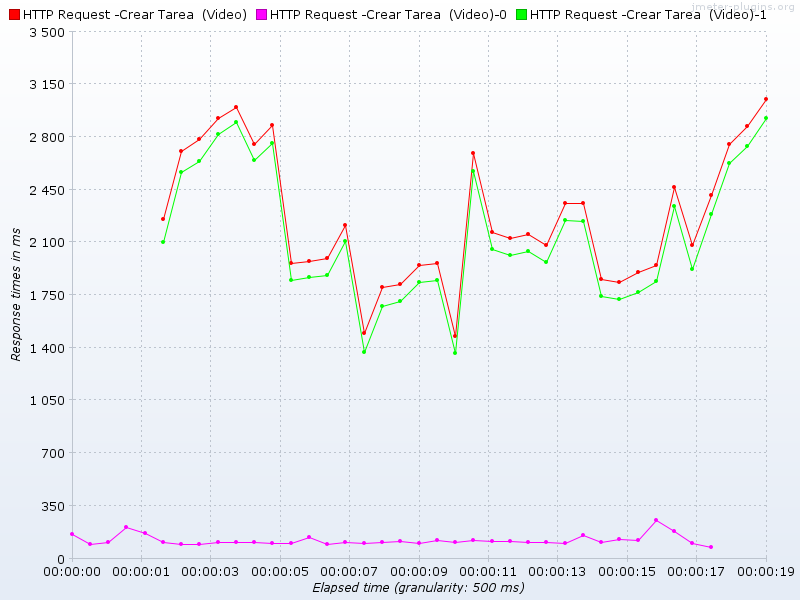 jmeter-plugins.org
HTTP Request -Crear Tarea  (Video) HTTP Request -Crear Tarea  (Video)-0 HTTP Request -Crear Tarea  (Video)-1
3 500
3 150
2 800
2 450
2 100
1 750
1 400
1 050
700
350
0
Response times in ms
00:00:00 00:00:01 00:00:03 00:00:05 00:00:07 00:00:09 00:00:11 00:00:13 00:00:15 00:00:17 00:00:19
Elapsed time (granularity: 500 ms)